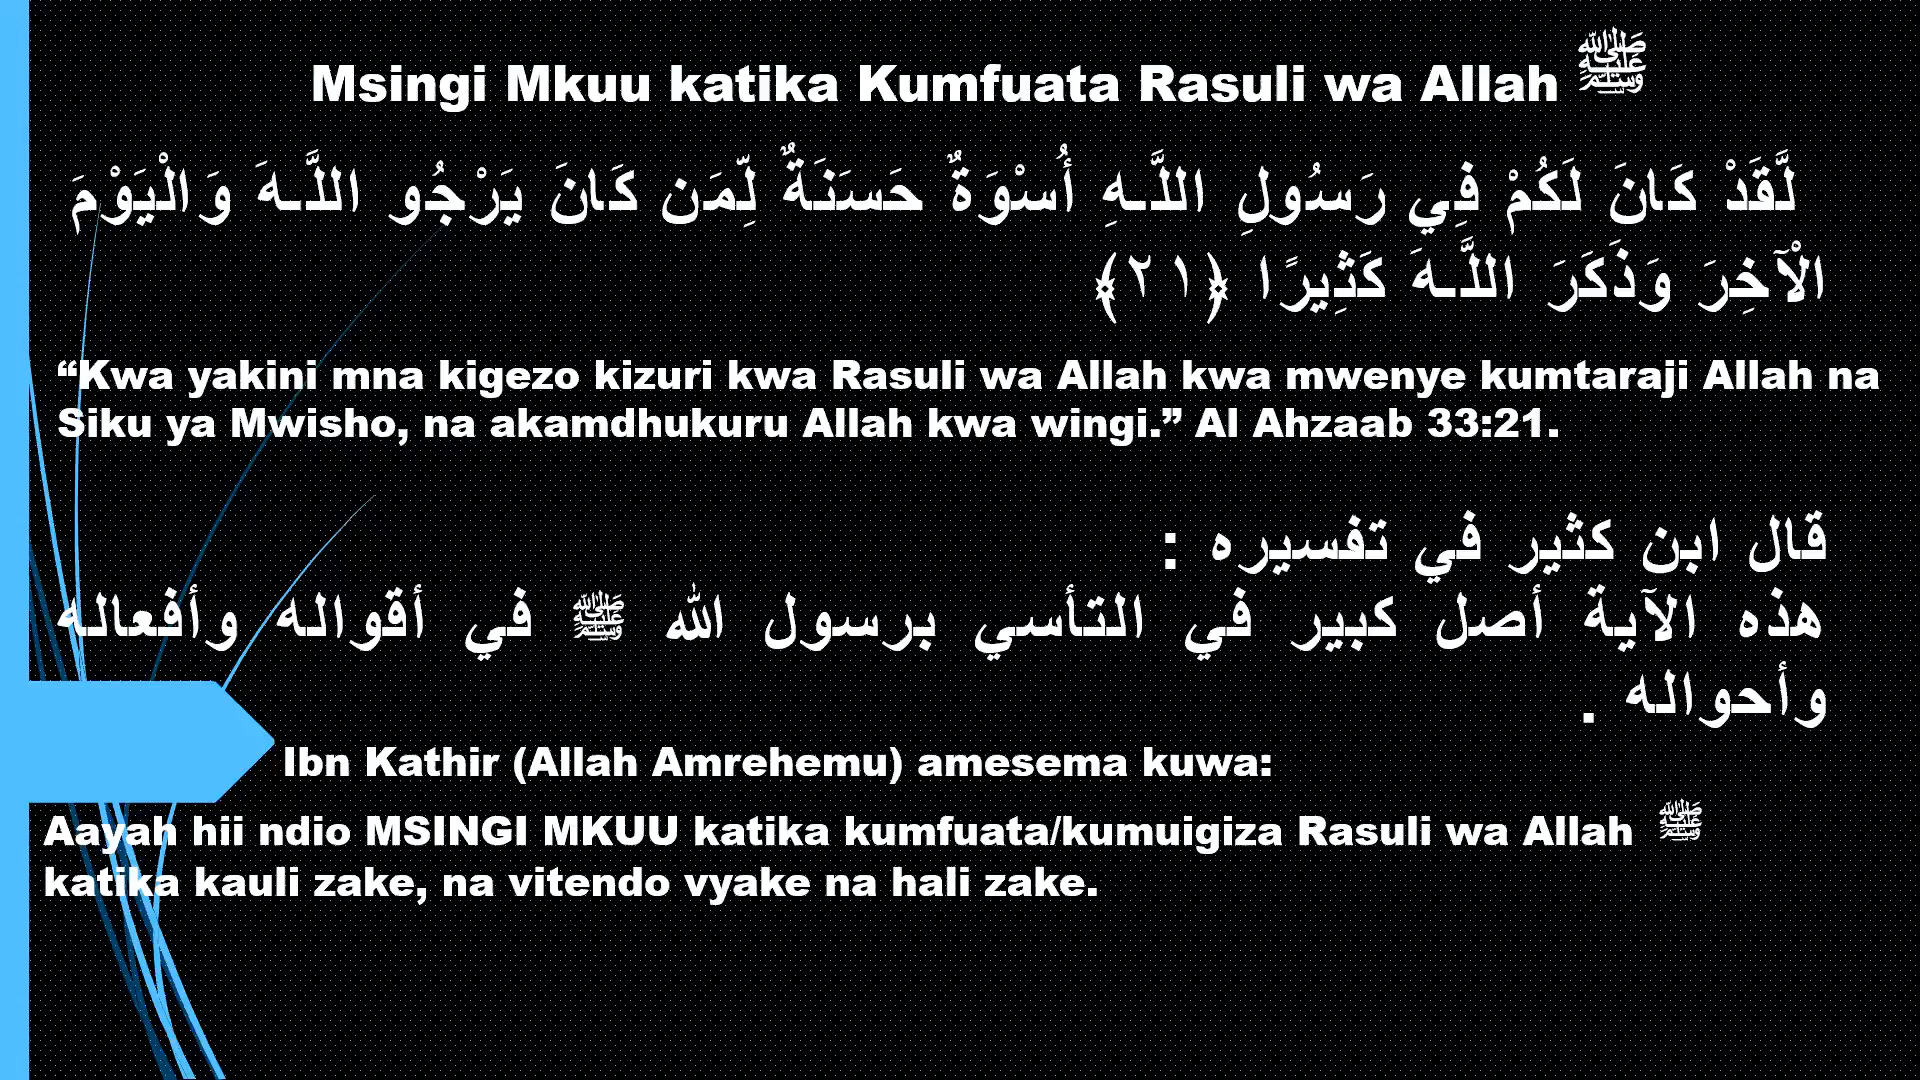 Msingi Mkuu katika Kumfuata Rasuli wa Allah ﷺ
لَّقَدْ كَانَ لَكُمْ فِي رَسُولِ اللَّـهِ أُسْوَةٌ حَسَنَةٌ لِّمَن كَانَ يَرْجُو اللَّـهَ وَالْيَوْمَ
الْآخِرَ وَذَكَرَ اللَّـهَ كَثِيرًا ﴿٢١﴾
“Kwa yakini mna kigezo kizuri kwa Rasuli wa Allah kwa mwenye kumtaraji Allah na
Siku ya Mwisho, na akamdhukuru Allah kwa wingi.” Al Ahzaab 33:21.
قال ابن كثير في تفسيره :
هذه الآية أصل كبير في التأسي برسول الله ﷺ في أقواله وأفعاله
وأحواله .
Ibn Kathir (Allah Amrehemu) amesema kuwa:
Aayah hii ndio MSINGI MKUU katika kumfuata/kumuigiza Rasuli wa Allah ﷺ
katika kauli zake, na vitendo vyake na hali zake.